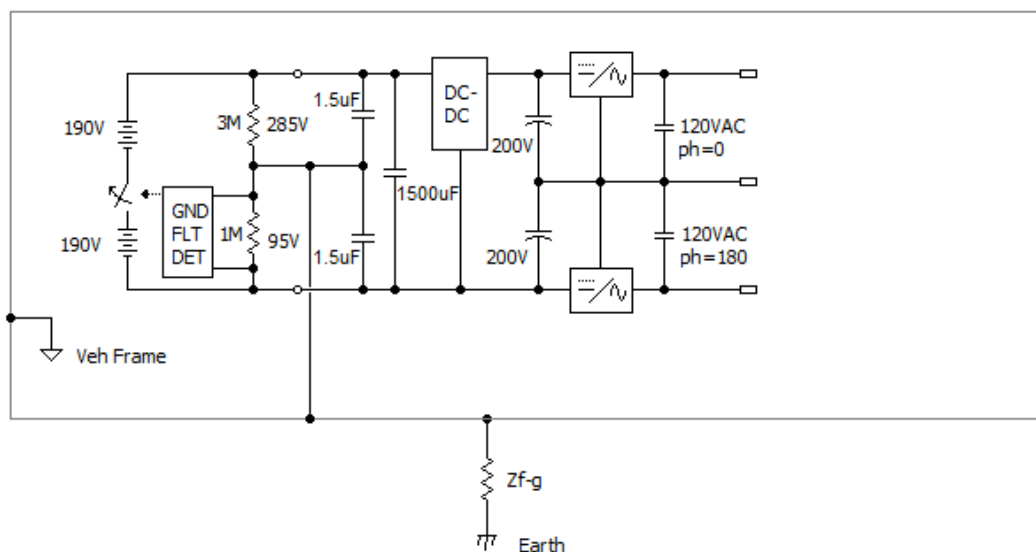 190V
190V
GND
FLT
DET
3M
285V
1M
95V
1.5uF
1.5uF
1500uF
DC-
DC
200V
200V
120VAC
ph=0
120VAC
ph=180
Veh Frame
Zf-g
Earth